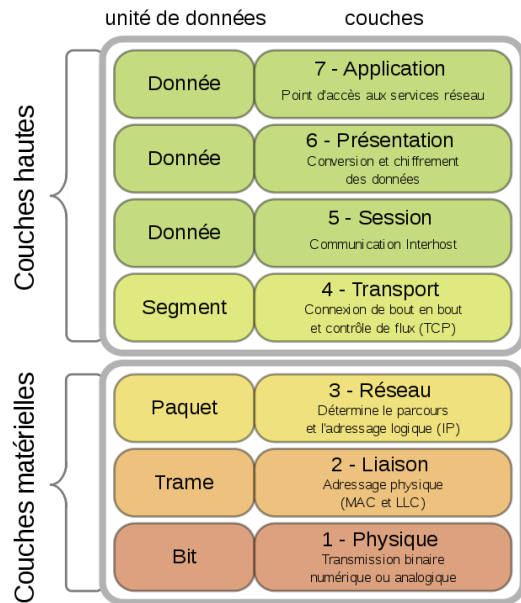 unité de données
couches
Couches hautes
Donnée
7 - Application
Point d'accès aux services réseau
Donnée
6 - Présentation
Conversion et chiffrement
des données
Donnée
5 - Session
Communication Interhost
Segment
4 - Transport
Connexion de bout en bout
et contrôle de flux (TCP)
Couches matérielles
Paquet
3 - Réseau
Détermine le parcours
et l'adressage logique (IP)
Trame
2 - Liaison
Adressage physique
(MAC et LLC)
Bit
1 - Physique
Transmission binaire
numérique ou analogique